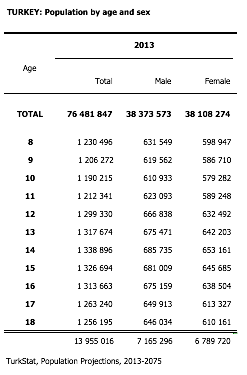 TURKEY: Population by age and sex
2013
Age
Total Male Female
TOTAL 76 481 847 38 373 573 38 108 274
8 1 230 496 631 549 598 947
9 1 206 272 619 562 586 710
10 1 190 215 610 933 579 282
11 1 212 341 623 093 589 248
12 1 299 330 666 838 632 492
13 1 317 674 675 471 642 203
14 1 338 896 685 735 653 161
15 1 326 694 681 009 645 685
16 1 313 663 675 159 638 504
17 1 263 240 649 913 613 327
18 1 256 195 646 034 610 161
13 955 016 7 165 296 6 789 720
TurkStat, Population Projections, 2013-2075